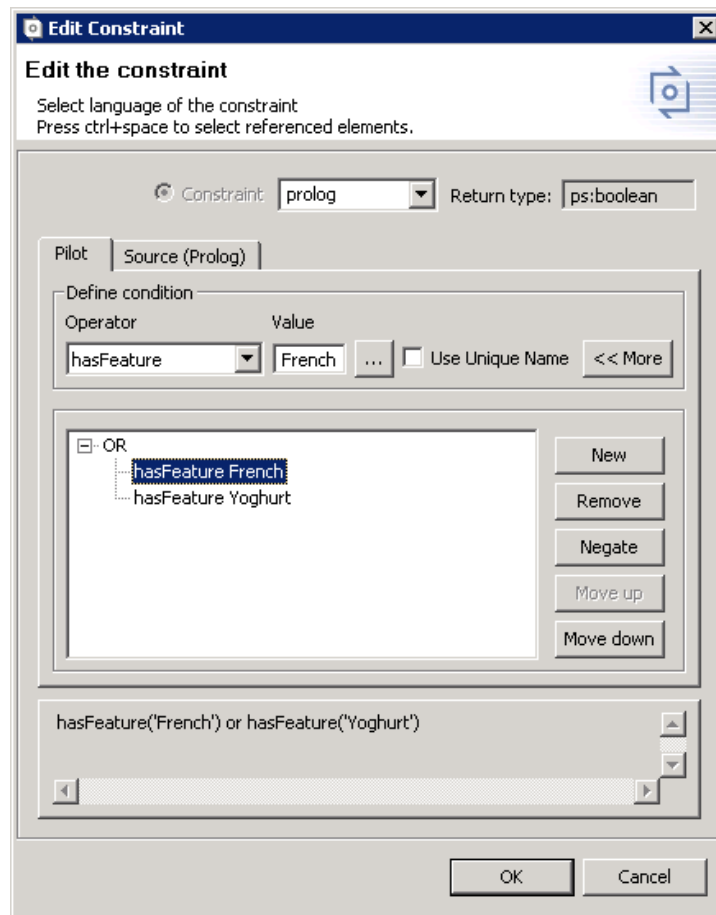 Edit Constraint
Edit the constraint
Select language of the constraint
Press ctrl+space to select referenced elements.
Constraint prolog Return type: ps:boolean
Pilot Source (Prolog)
Define condition
Operator Value
hasFeature French ... Use Unique Name << More
OR
hasFeature French
hasFeature Yoghurt
New
Remove
Negate
Move up
Move down
hasFeature('French') or hasFeature('Yoghurt')
OK Cancel